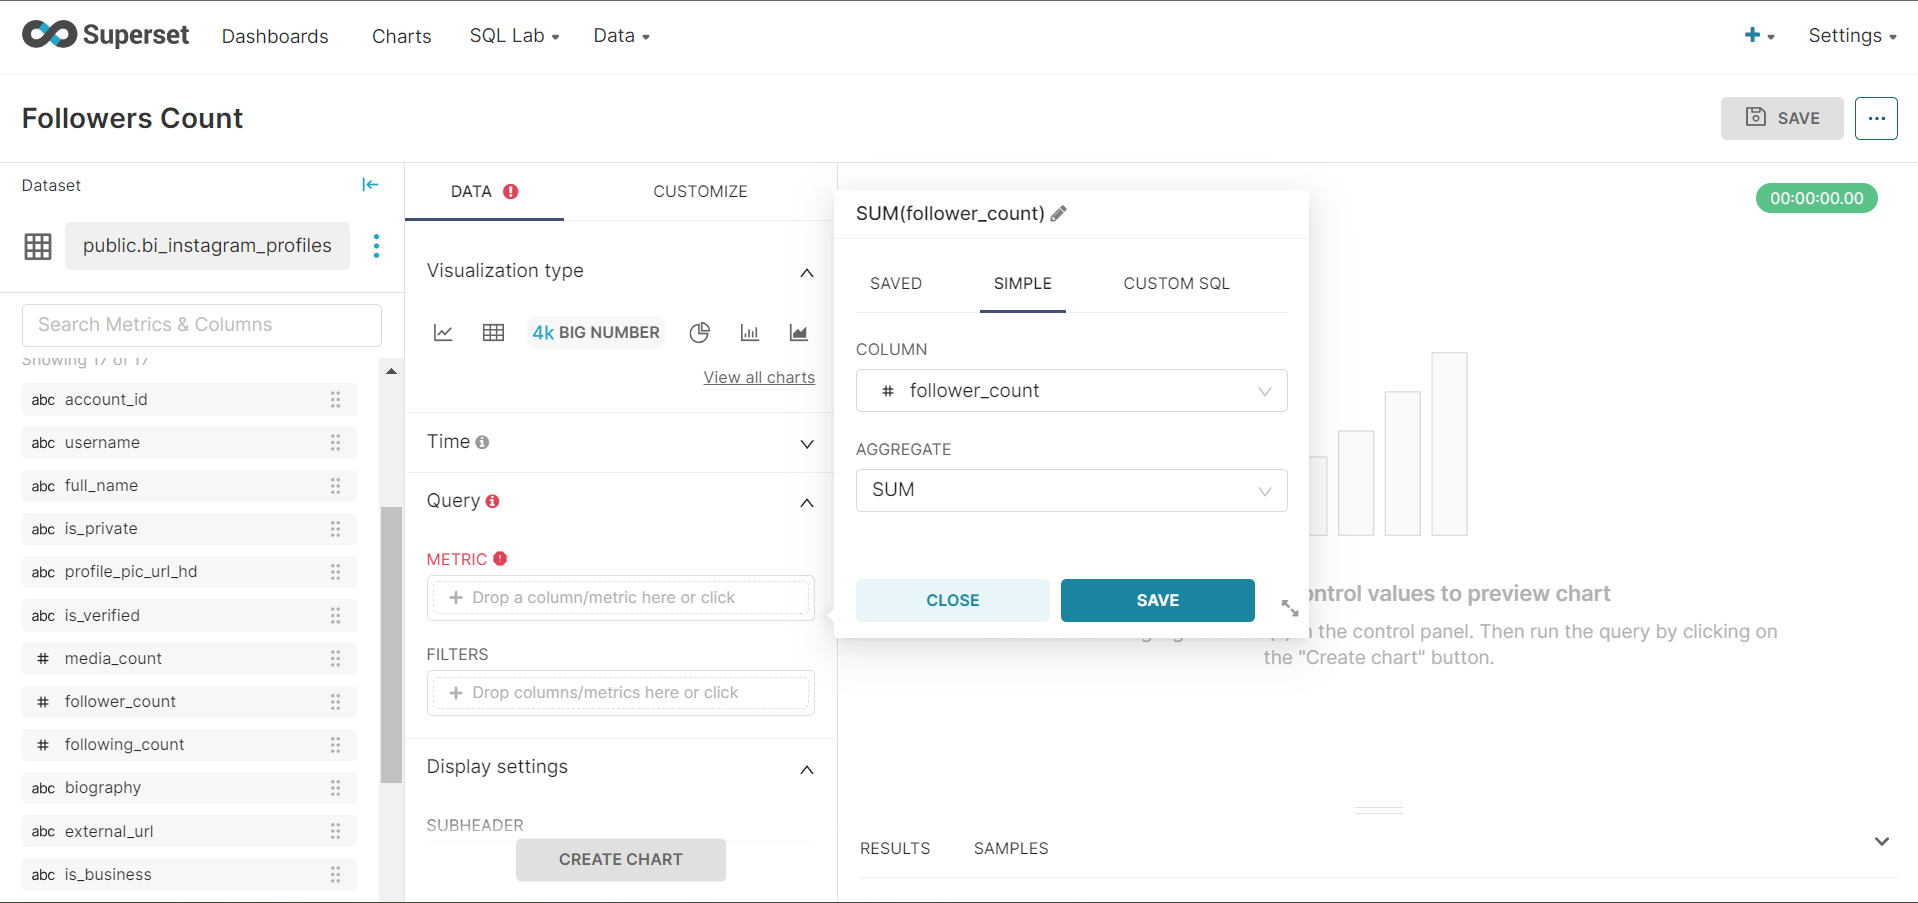 Superset
Dashboards
Charts
SQL Lab
Data
Settings
Followers Count
SAVE
Dataset
public.bi_instagram_profiles
Search Metrics & Columns
Showing 17 of 17
abc account_id
abc username
abc full_name
abc is_private
abc profile_pic_url_hd
abc is_verified
# media_count
# follower_count
# following_count
abc biography
abc external_url
abc is_business
DATA
CUSTOMIZE
Visualization type
4k BIG NUMBER
View all charts
Time
Query
METRIC
+ Drop a column/metric here or click
FILTERS
+ Drop columns/metrics here or click
Display settings
SUBHEADER
CREATE CHART
SUM(follower_count)
SAVED
SIMPLE
CUSTOM SQL
COLUMN
# follower_count
AGGREGATE
SUM
CLOSE
SAVE
00:00:00.00
ontrol values to preview chart
the control panel. Then run the query by clicking on
the "Create chart" button.
RESULTS
SAMPLES